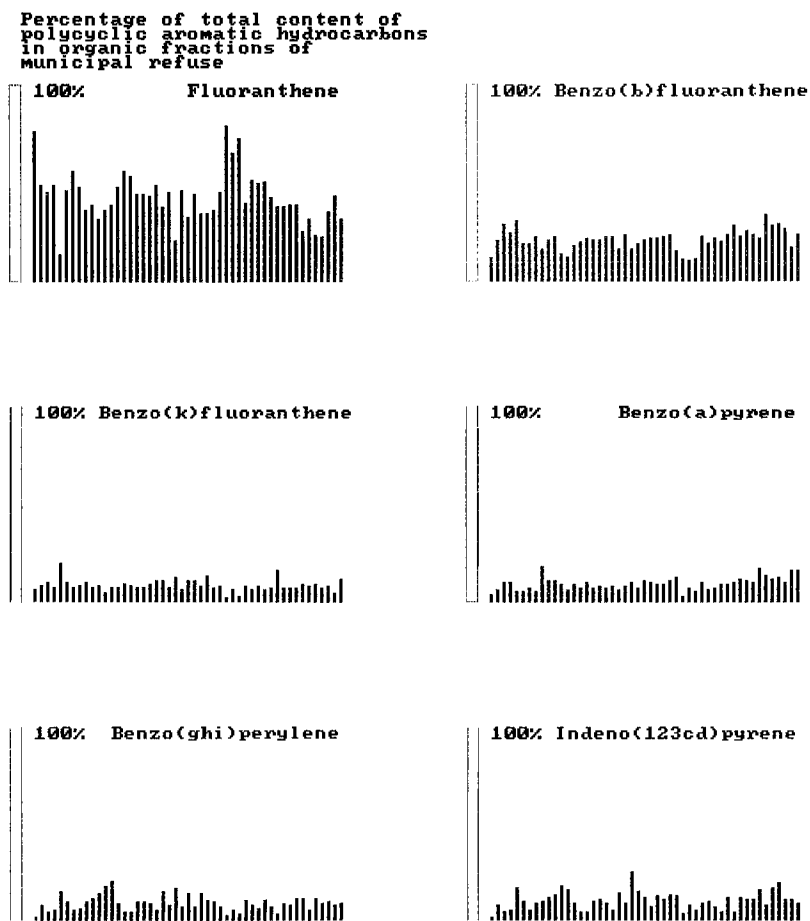 Percentage of total content of
polycyclic aromatic hydrocarbons
in organic fractions of
municipal refuse
100% Fluoranthene
100% Benzo(b)fluoranthene
100% Benzo(k)fluoranthene
100% Benzo(a)pyrene
100% Benzo(ghi)perylene
100% Indeno(123cd)pyrene